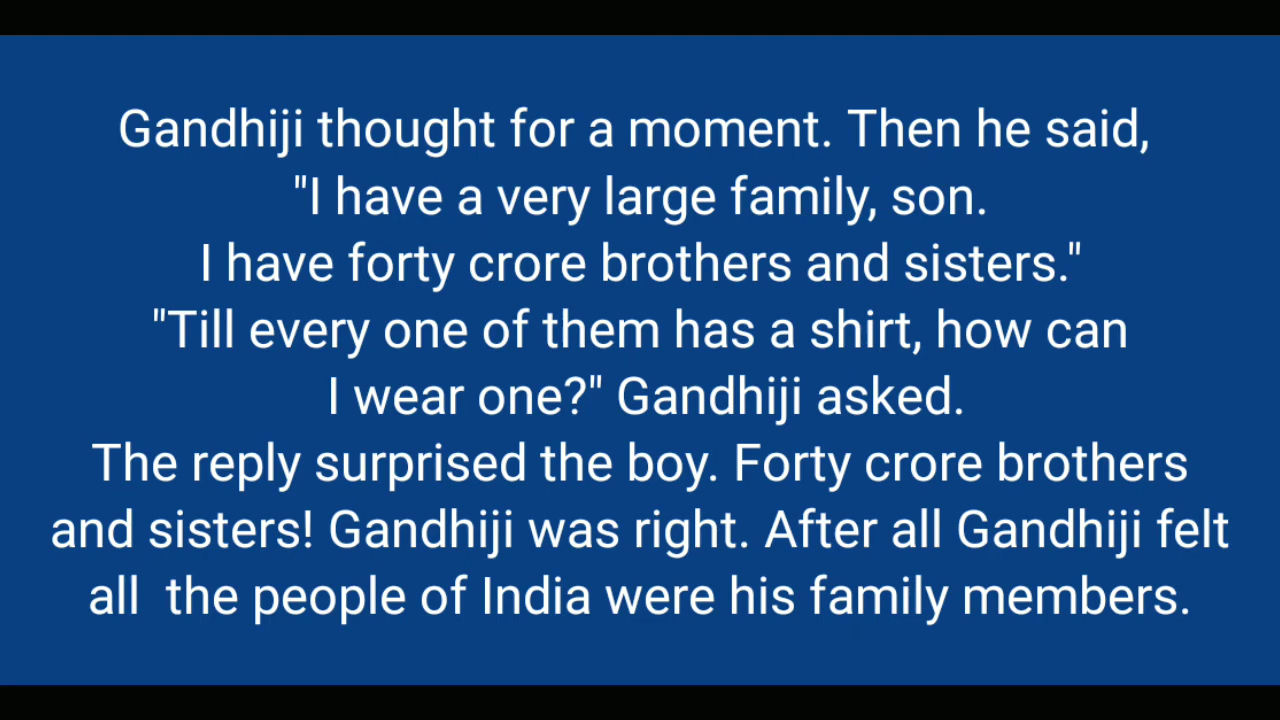 Gandhiji thought for a moment. Then he said,
"I have a very large family, son.
I have forty crore brothers and sisters."
"Till every one of them has a shirt, how can
I wear one?" Gandhiji asked.
The reply surprised the boy. Forty crore brothers
and sisters! Gandhiji was right. After all Gandhiji felt
all  the people of India were his family members.